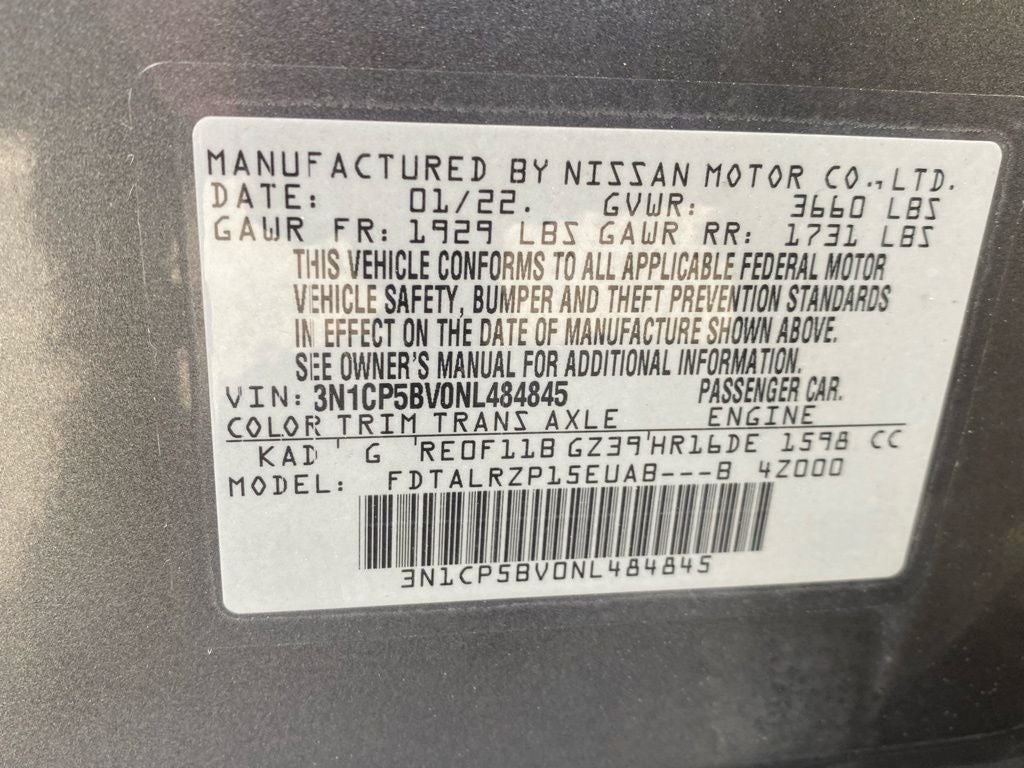 MANUFACTURED BY NISSAN MOTOR CO.,LTD.
DATE: 01/22. GVWR: 3660 LBS
GAWR FR: 1929 LBS GAWR RR: 1731 LBS
THIS VEHICLE CONFORMS TO ALL APPLICABLE FEDERAL MOTOR
VEHICLE SAFETY, BUMPER AND THEFT PREVENTION STANDARDS
IN EFFECT ON THE DATE OF MANUFACTURE SHOWN ABOVE.
SEE OWNER'S MANUAL FOR ADDITIONAL INFORMATION.
VIN: 3N1CP5BV0NL484845 PASSENGER CAR.
COLOR TRIM TRANS AXLE ENGINE
KAD G RE0F11B GZ39 HR16DE 1598 CC
MODEL: FDTALRZP15EUAB---B 4Z000
3N1CP5BV0NL484845